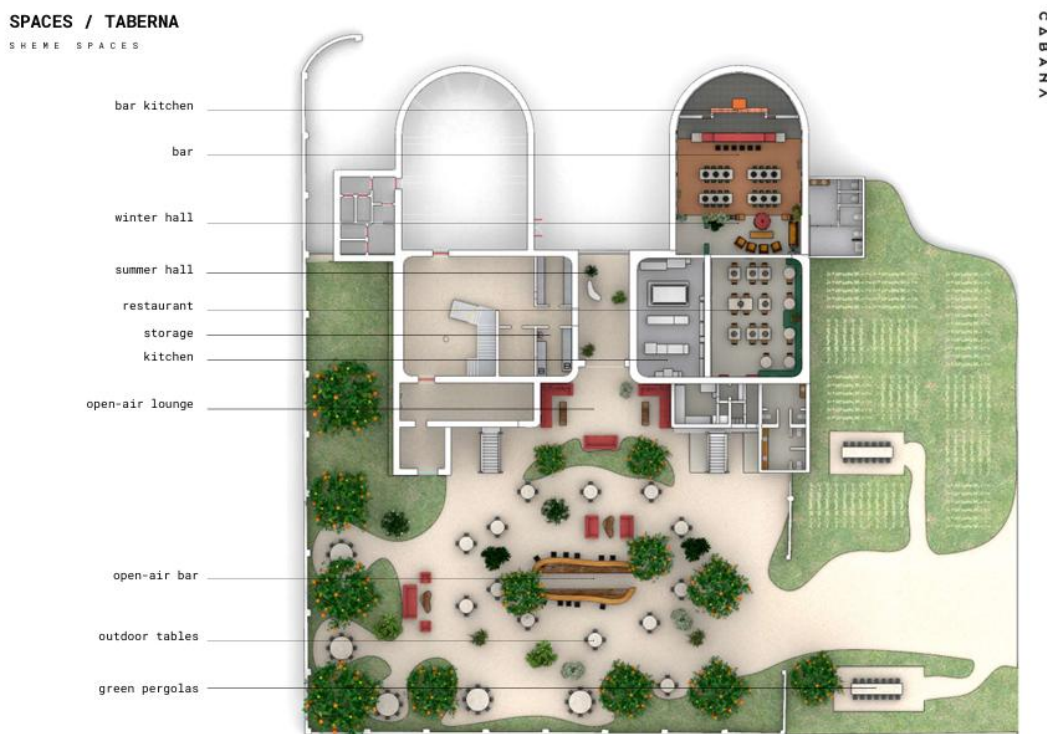 SPACES / TABERNA
SHEME SPACES
CABANA
bar kitchen
bar
winter hall
summer hall
restaurant
storage
kitchen
open-air lounge
open-air bar
outdoor tables
green pergolas